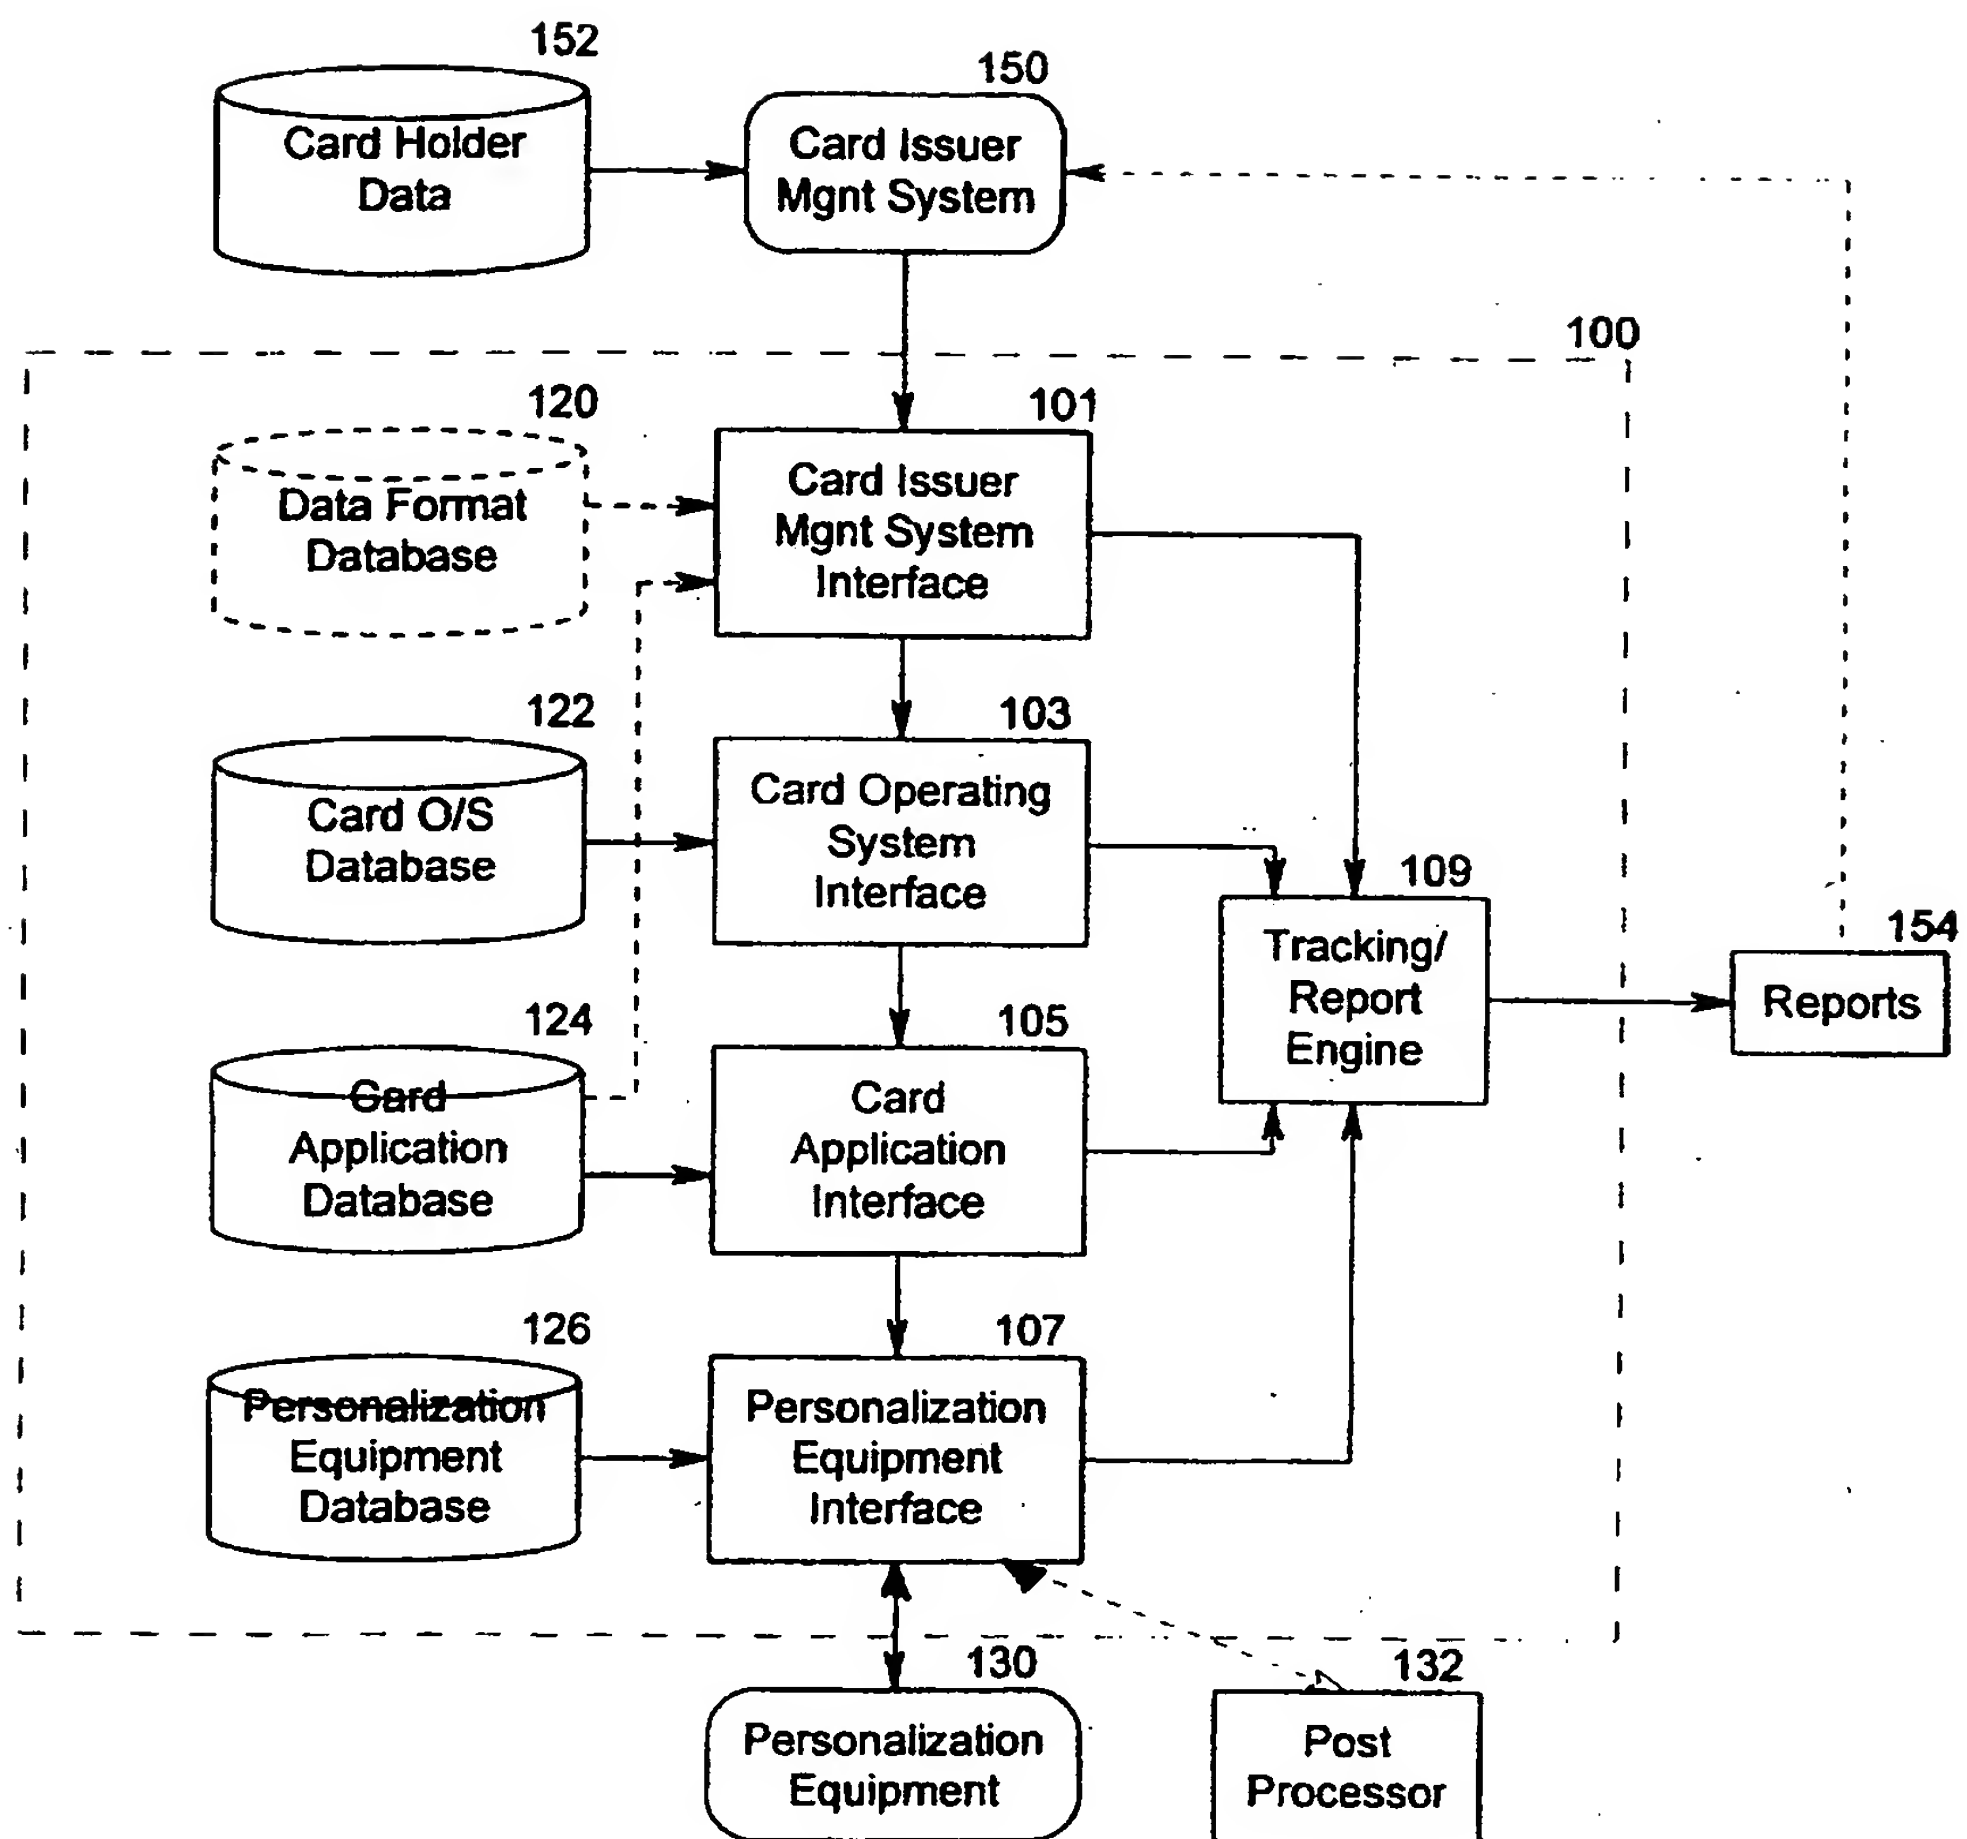 152
Card Holder
Data
150
Card Issuer
Mgnt System
100
120
Data Format
Database
101
Card Issuer
Mgnt System
Interface
122
Card O/S
Database
103
Card Operating
System
Interface
109
Tracking/
Report
Engine
154
Reports
124
Card
Application
Database
105
Card
Application
Interface
126
Personalization
Equipment
Database
107
Personalization
Equipment
Interface
130
Personalization
Equipment
132
Post
Processor